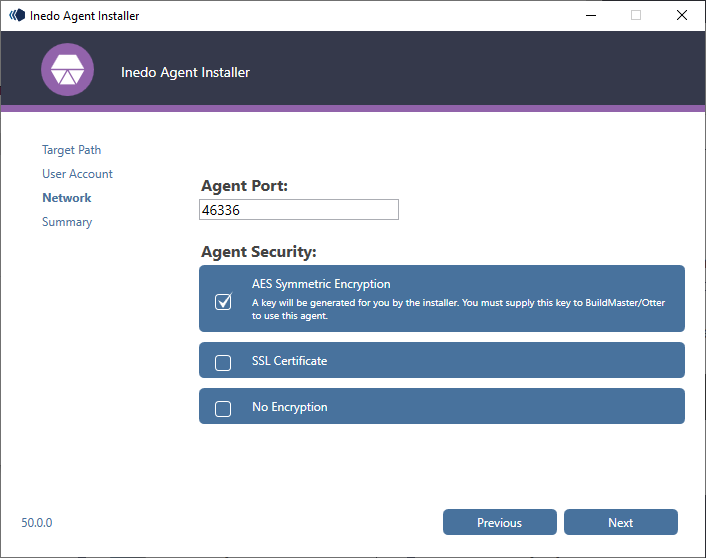 Inedo Agent Installer
Inedo Agent Installer
Target Path
User Account
Network
Summary
Agent Port:
46336
Agent Security:
AES Symmetric Encryption
A key will be generated for you by the installer. You must supply this key to BuildMaster/Otter
to use this agent.
SSL Certificate
No Encryption
50.0.0
Previous
Next